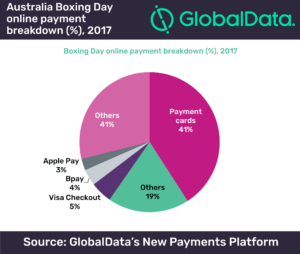 Australia Boxing Day
online payment
breakdown (%), 2017
GlobalData.
Boxing Day online payment breakdown (%), 2017
Others
41%
Payment
cards
41%
Apple Pay
3%
Bpay
4%
Visa Checkout
5%
Others
19%
Source: GlobalData's New Payments Platform